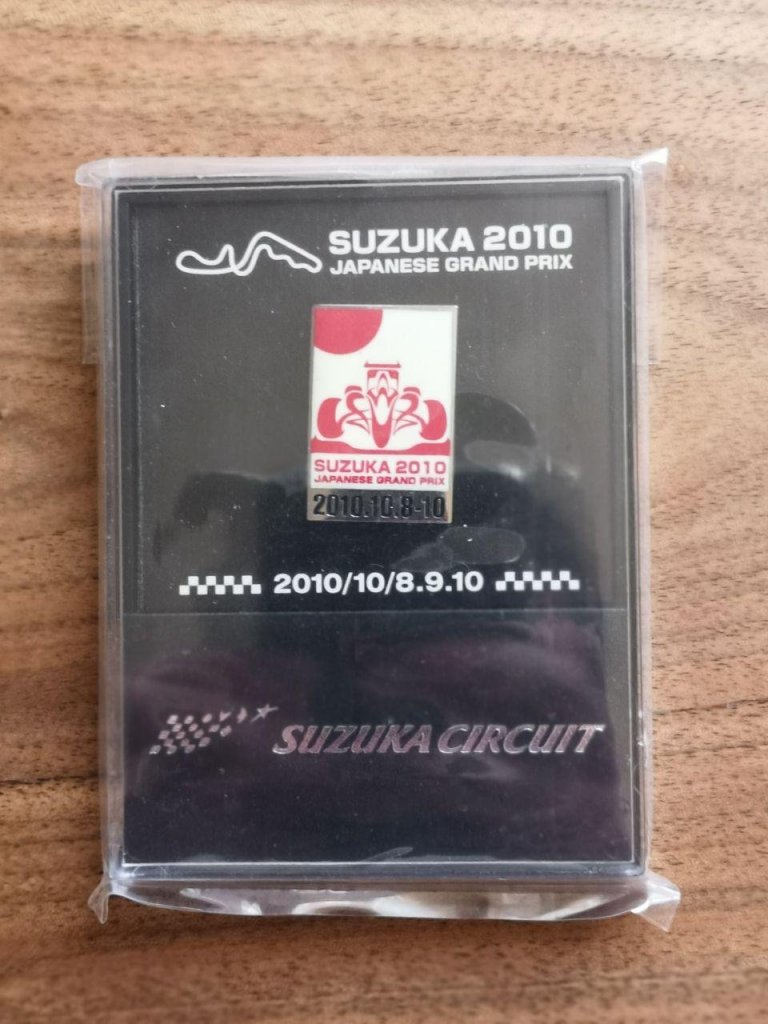 SUZUKA 2010
JAPANESE GRAND PRIX
SUZUKA 2010
JAPANESE GRAND PRIX
2010.10.8-10
2010/10/8.9.10
SUZUKA CIRCUIT